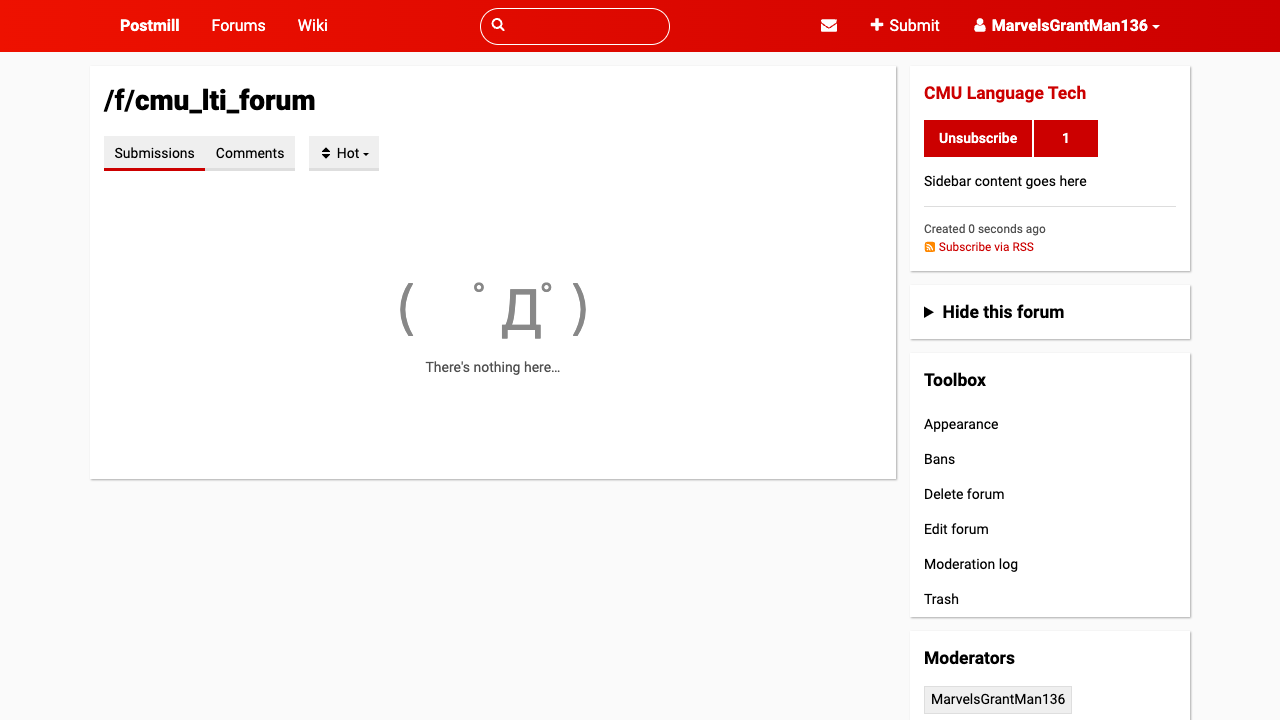 Postmill Forums Wiki Submit MarvelsGrantMan136
/f/cmu_lti_forum
Submissions Comments Hot
( ﾟДﾟ)
There's nothing here…
CMU Language Tech
Unsubscribe 1
Sidebar content goes here
Created 0 seconds ago
Subscribe via RSS
Hide this forum
Toolbox
Appearance
Bans
Delete forum
Edit forum
Moderation log
Trash
Moderators
MarvelsGrantMan136